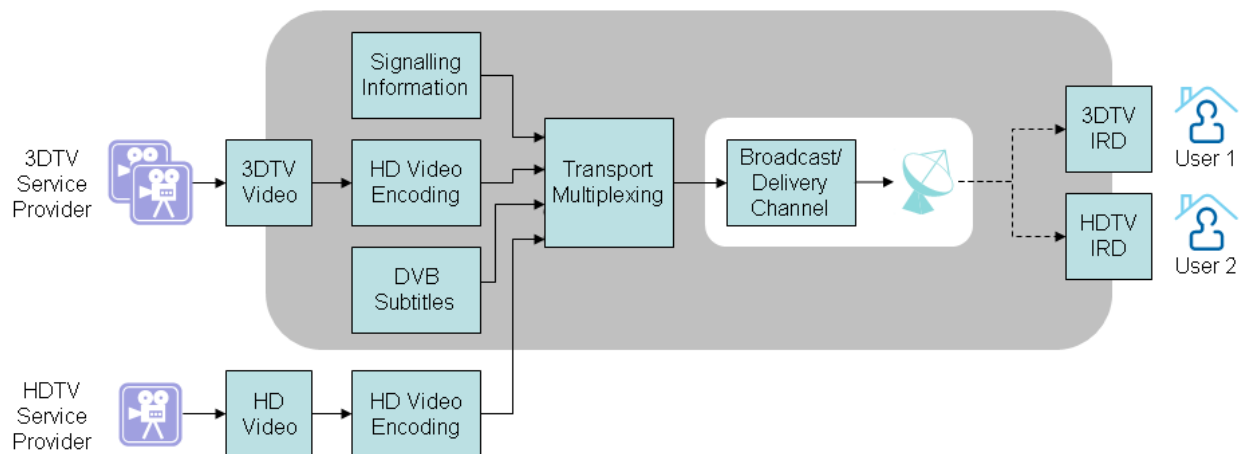 Signalling
Information
3DTV
Service
Provider
3DTV
Video
HD Video
Encoding
DVB
Subtitles
Transport
Multiplexing
Broadcast/
Delivery
Channel
3DTV
IRD
User 1
HDTV
IRD
User 2
HDTV
Service
Provider
HD
Video
HD Video
Encoding